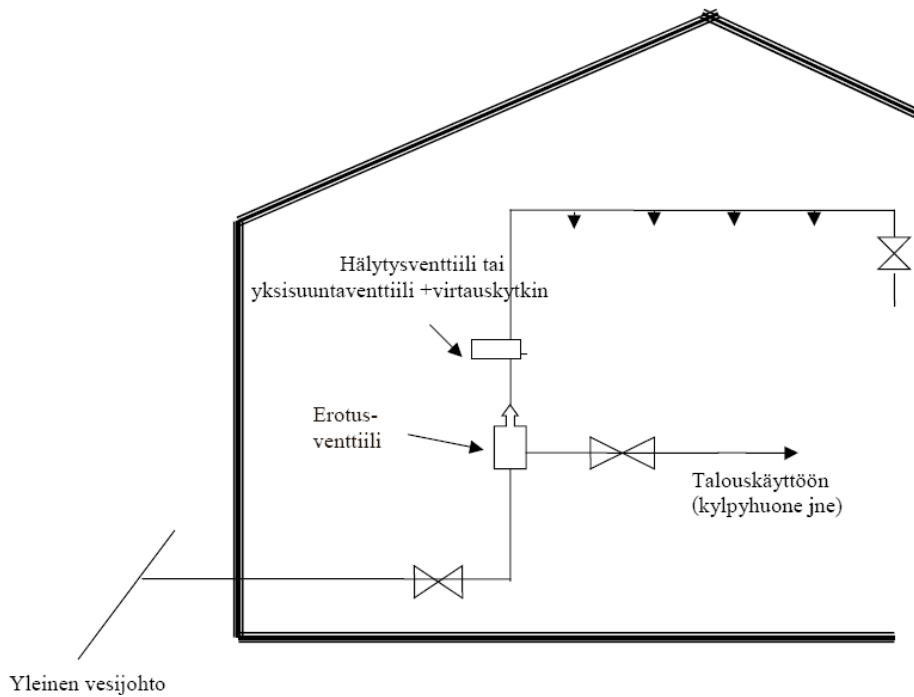 Hälytysventtiili tai
yksisuuntaventtiili +virtauskytkin
Erotus-
venttiili
Talouskäyttöön
(kylpyhuone jne)
Yleinen vesijohto